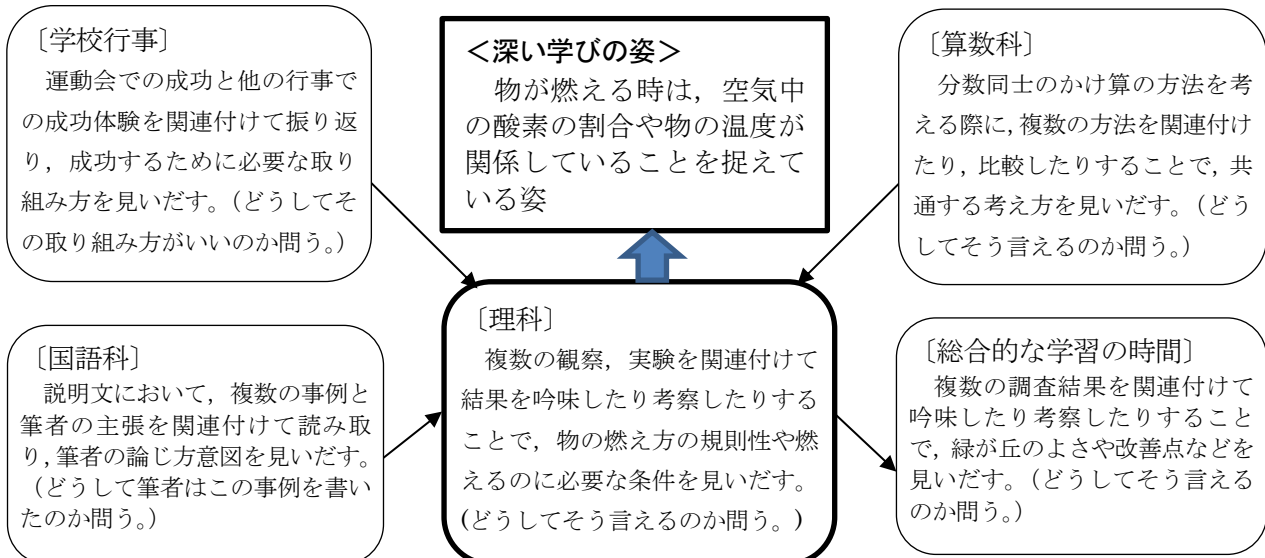 〔学校行事〕
運動会での成功と他の行事で
の成功体験を関連付けて振り返
り，成功するために必要な取り
組み方を見いだす。（どうしてそ
の取り組み方がいいのか問う。）
＜深い学びの姿＞
物が燃える時は，空気中
の酸素の割合や物の温度が
関係していることを捉えて
いる姿
〔算数科〕
分数同士のかけ算の方法を考
える際に，複数の方法を関連付け
たり，比較したりすることで，共
通する考え方を見いだす。（どう
してそう言えるのか問う。）
〔国語科〕
説明文において，複数の事例と
筆者の主張を関連付けて読み取
り，筆者の論じ方意図を見いだす。
（どうして筆者はこの事例を書い
たのか問う。）
〔理科〕
複数の観察，実験を関連付けて
結果を吟味したり考察したりする
ことで，物の燃え方の規則性や燃
えるのに必要な条件を見いだす。
(どうしてそう言えるのか問う。)
〔総合的な学習の時間〕
複数の調査結果を関連付けて
吟味したり考察したりすること
で，緑が丘のよさや改善点などを
見いだす。（どうしてそう言える
のか問う。）